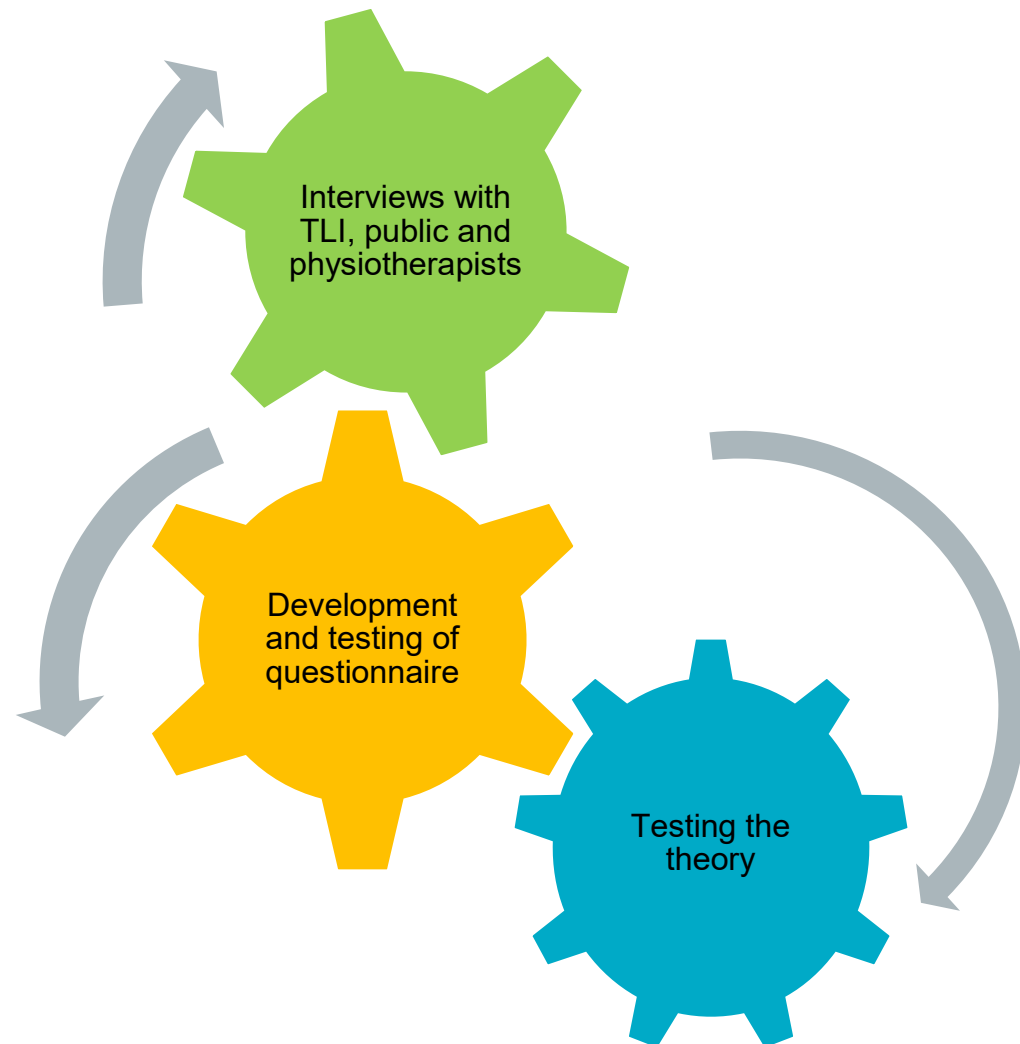 Interviews with
TLI, public and
physiotherapists
Development
and testing of
questionnaire
Testing the
theory